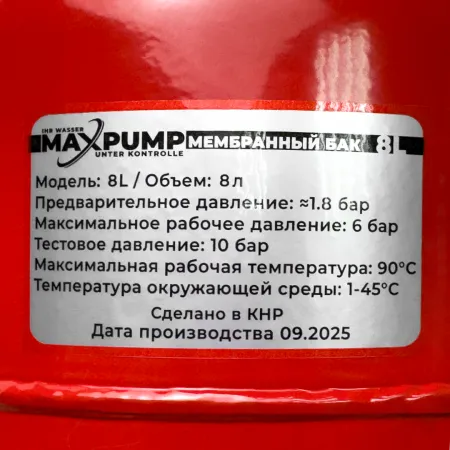 IHR WASSER
MAXPUMP МЕМБРАННЫЙ БАК 8L
UNTER KONTROLLE
Модель: 8L / Объем: 8 л
Предварительное давление: ≈1.8 бар
Максимальное рабочее давление: 6 бар
Тестовое давление: 10 бар
Максимальная рабочая температура: 90°C
Температура окружающей среды: 1-45°C
Сделано в КНР
Дата производства 09.2025